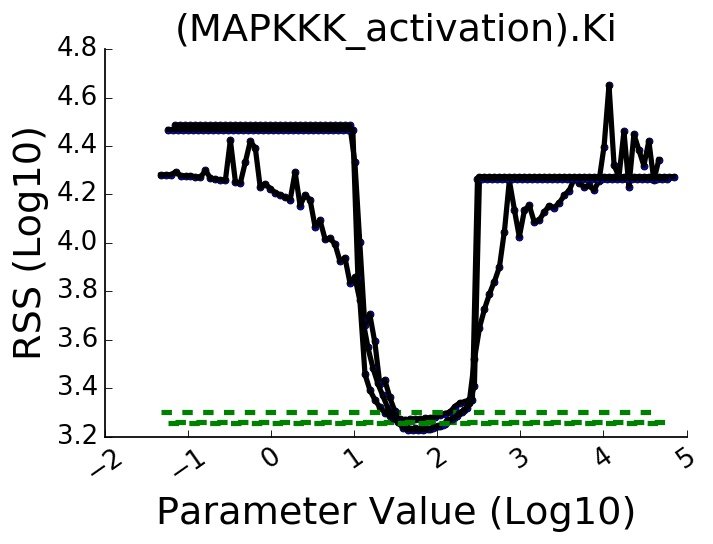 (MAPKKK_activation).Ki
4.8
4.6
4.4
4.2
4.0
3.8
3.6
3.4
3.2
RSS (Log10)
−2 −1 0 1 2 3 4 5
Parameter Value (Log10)